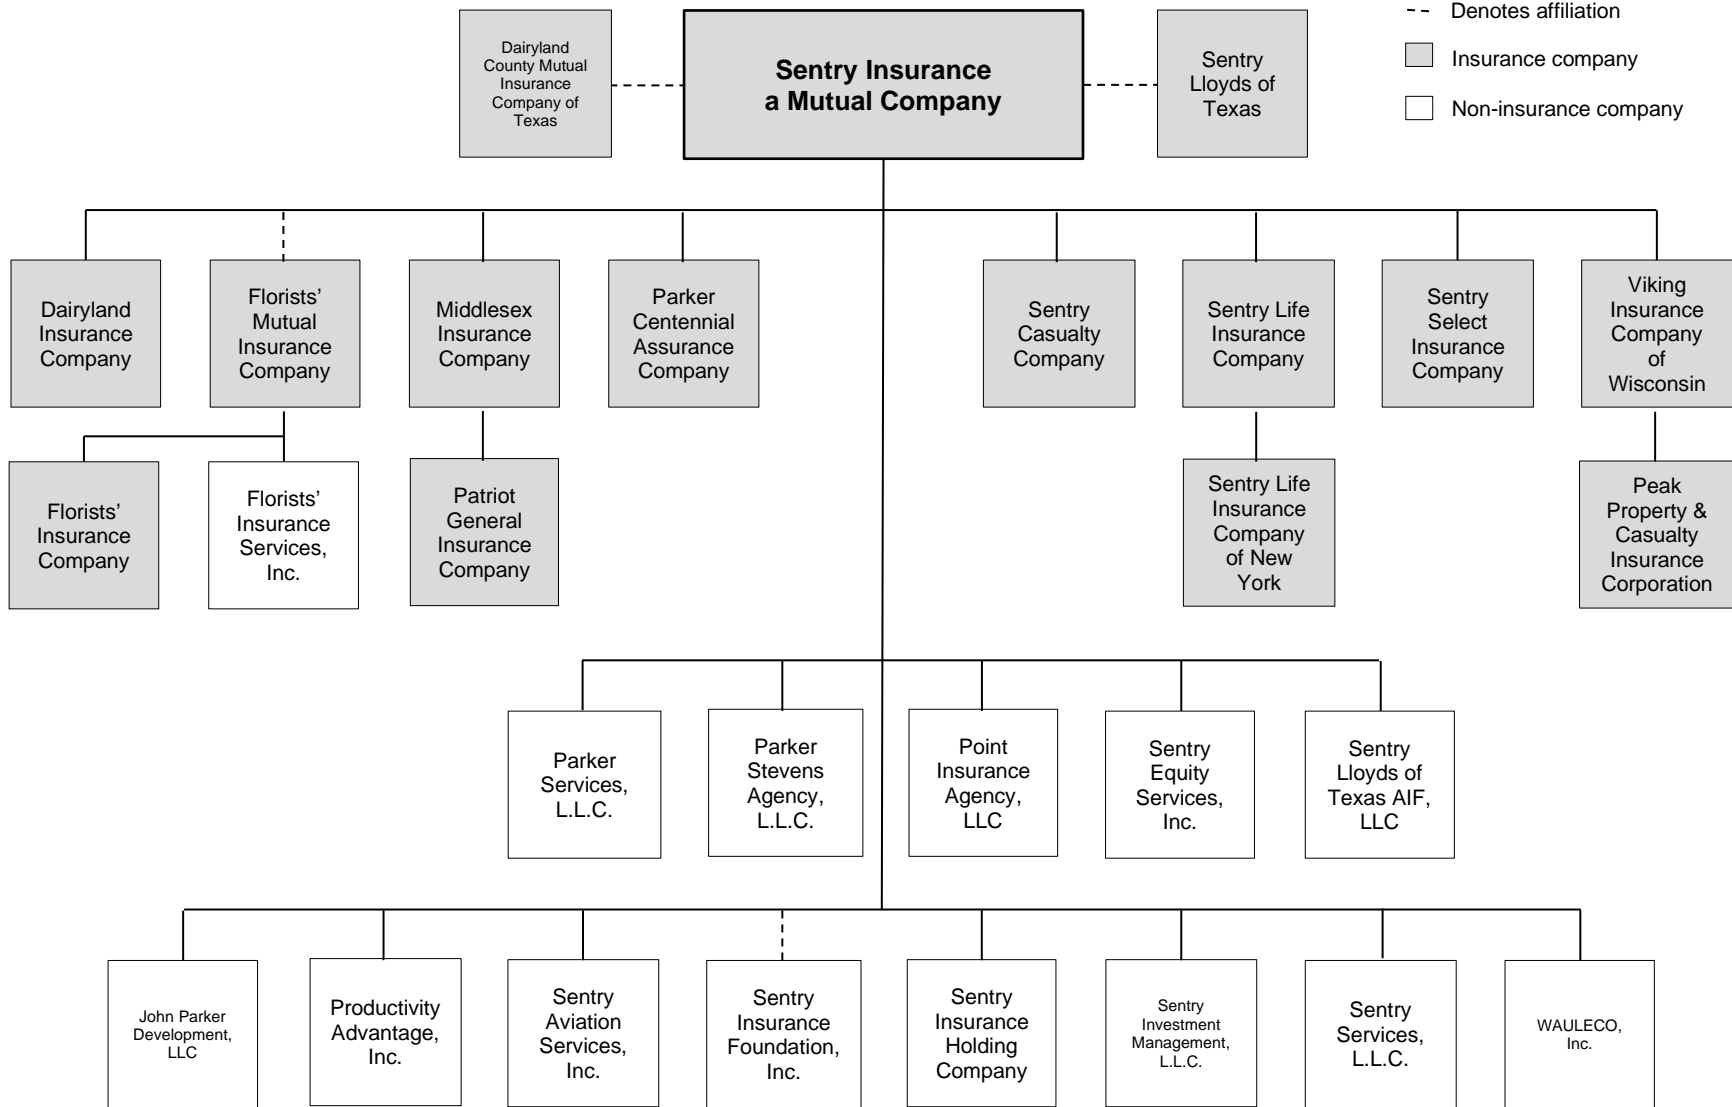 Denotes affiliation
Insurance company
Non-insurance company
Dairyland
County Mutual
Insurance
Company of
Texas
Sentry Insurance
a Mutual Company
Sentry
Lloyds of
Texas
Dairyland
Insurance
Company
Florists’
Mutual
Insurance
Company
Middlesex
Insurance
Company
Parker
Centennial
Assurance
Company
Sentry
Casualty
Company
Sentry Life
Insurance
Company
Sentry
Select
Insurance
Company
Viking
Insurance
Company
of
Wisconsin
Florists’
Insurance
Company
Florists’
Insurance
Services,
Inc.
Patriot
General
Insurance
Company
Sentry Life
Insurance
Company
of New
York
Peak
Property &
Casualty
Insurance
Corporation
Parker
Services,
L.L.C.
Parker
Stevens
Agency,
L.L.C.
Point
Insurance
Agency,
LLC
Sentry
Equity
Services,
Inc.
Sentry
Lloyds of
Texas AIF,
LLC
John Parker
Development,
LLC
Productivity
Advantage,
Inc.
Sentry
Aviation
Services,
Inc.
Sentry
Insurance
Foundation,
Inc.
Sentry
Insurance
Holding
Company
Sentry
Investment
Management,
L.L.C.
Sentry
Services,
L.L.C.
WAULECO,
Inc.